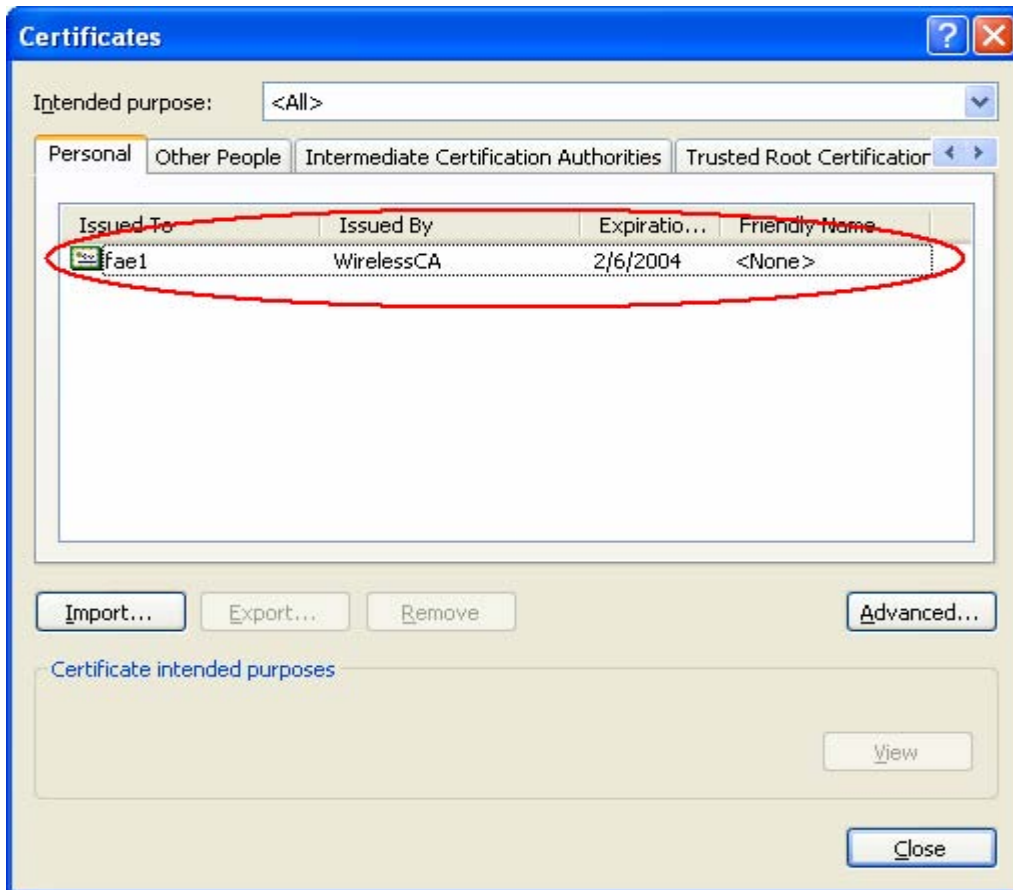 Certificates
Intended purpose: <All>
Personal Other People Intermediate Certification Authorities Trusted Root Certification
Issued To Issued By Expiratio... Friendly Name
fae1 WirelessCA 2/6/2004 <None>
Import... Export... Remove Advanced...
Certificate intended purposes
View
Close